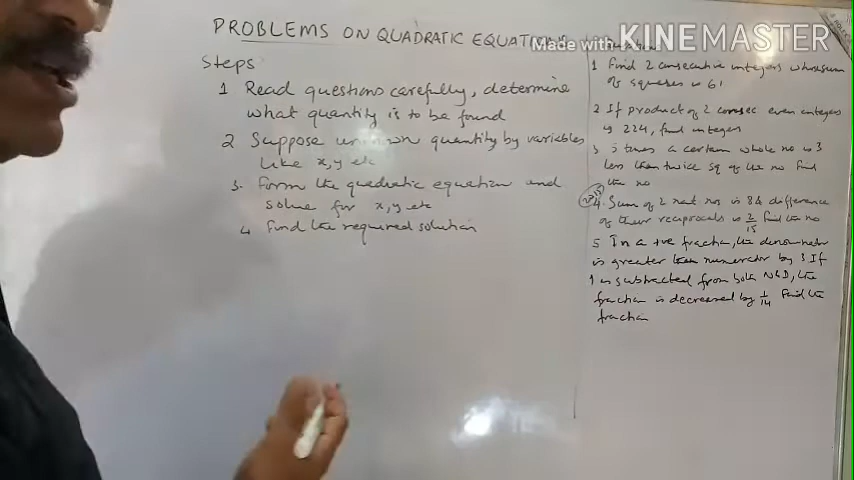 PROBLEMS ON QUADRATIC EQUATIONS
Made with KINEMASTER
Steps
1 Read questions carefully, determine
what quantity is to be found
2 Suppose unknown quantity by variables
like x, y etc
3. Form the quadratic equation and
solve for x, y etc
4 Find the required solution
1 Find 2 consecutive integers whose sum
of squares is 61
2 If product of 2 consec even integers
is 224, find integers
3 5 times a certain whole no is 3
less than twice sq of the no find
the no
4. Sum of 2 nat nos is 8 & difference
of their reciprocals is 2/15 find the no
5 In a +ve fraction, the denominator
is greater than numerator by 3 If
1 is subtracted from both N & D, the
fraction is decreased by 1/14 Find the
fraction